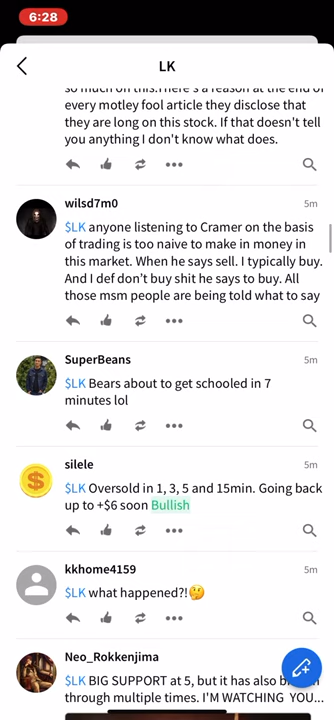 6:28
LK
so much on this.There's a reason at the end of
every motley fool article they disclose that
they are long on this stock. If that doesn't tell
you anything I don't know what does.
wilsd7m0 5m
$LK anyone listening to Cramer on the basis
of trading is too naive to make in money in
this market. When he says sell. I typically buy.
And I def don't buy shit he says to buy. All
those msm people are being told what to say
SuperBeans 5m
$LK Bears about to get schooled in 7
minutes lol
silele 5m
$LK Oversold in 1, 3, 5 and 15min. Going back
up to +$6 soon Bullish
kkhome4159 5m
$LK what happened?!🤔
Neo_Rokkenjima
$LK BIG SUPPORT at 5, but it has also
through multiple times. I'M WATCHING YOU...